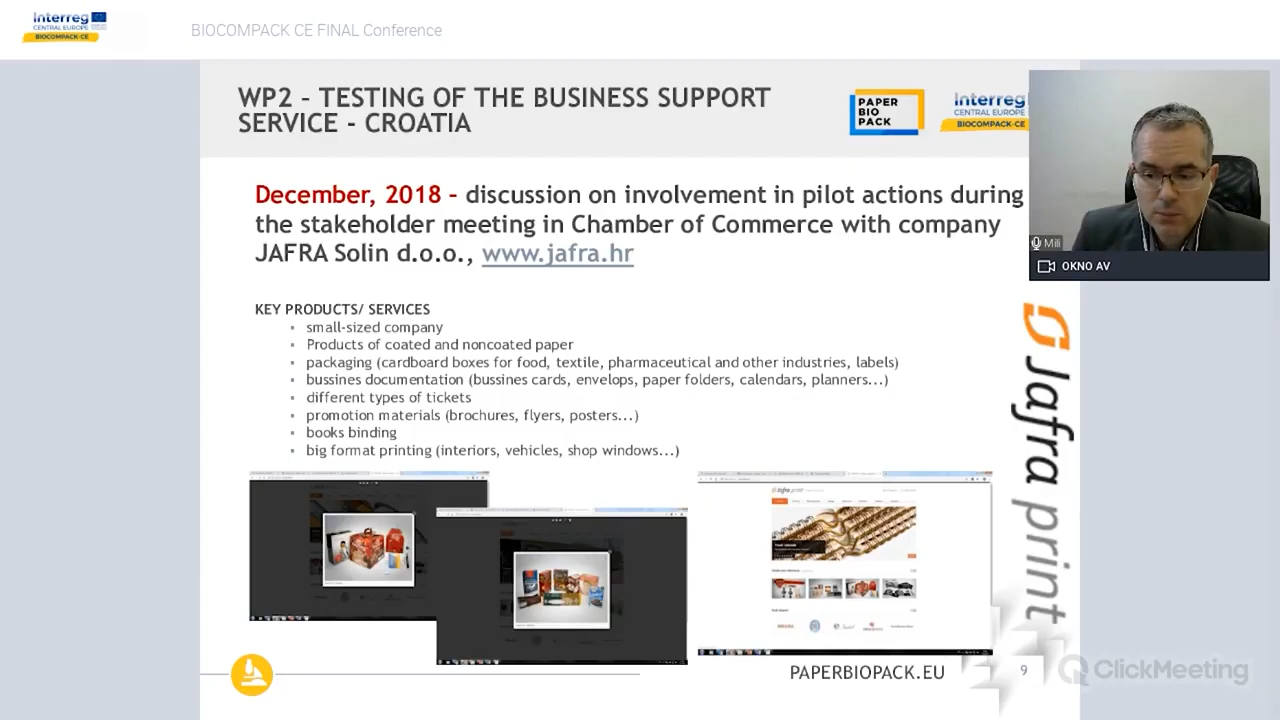 Interreg
CENTRAL EUROPE
BIOCOMPACK-CE
BIOCOMPACK CE FINAL Conference
WP2 – TESTING OF THE BUSINESS SUPPORT
SERVICE - CROATIA
PAPER
BIO
PACK
Interreg
CENTRAL EUROPE
BIOCOMPACK-CE
December, 2018 – discussion on involvement in pilot actions during
the stakeholder meeting in Chamber of Commerce with company
JAFRA Solin d.o.o., www.jafra.hr
Mili
OKNO AV
KEY PRODUCTS/ SERVICES
small-sized company
Products of coated and noncoated paper
packaging (cardboard boxes for food, textile, pharmaceutical and other industries, labels)
bussines documentation (bussines cards, envelops, paper folders, calendars, planners...)
different types of tickets
promotion materials (brochures, flyers, posters...)
books binding
big format printing (interiors, vehicles, shop windows...)
Jafra print
PAPERBIOPACK.EU
9
ClickMeeting